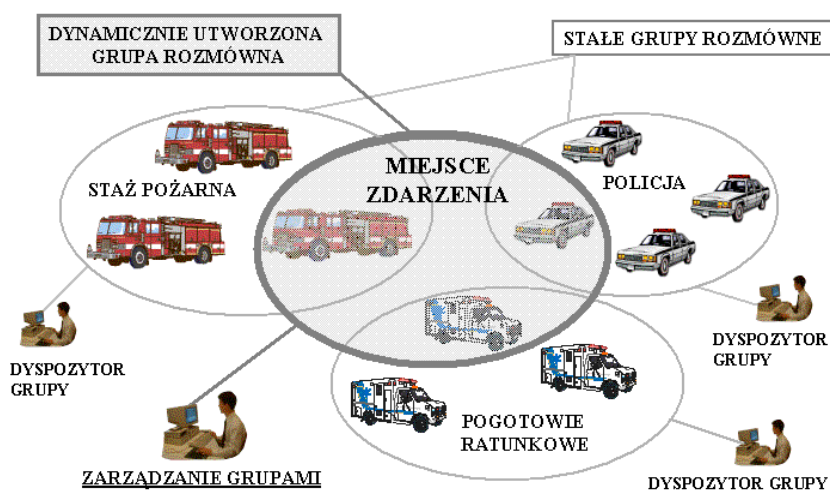 DYNAMICZNIE UTWORZONA
GRUPA ROZMÓWNA
STAŁE GRUPY ROZMÓWNE
MIEJSCE
ZDARZENIA
STAŻ POŻARNA
POLICJA
DYSPOZYTOR
GRUPY
DYSPOZYTOR
GRUPY
POGOTOWIE
RATUNKOWE
ZARZĄDZANIE GRUPAMI
DYSPOZYTOR GRUPY